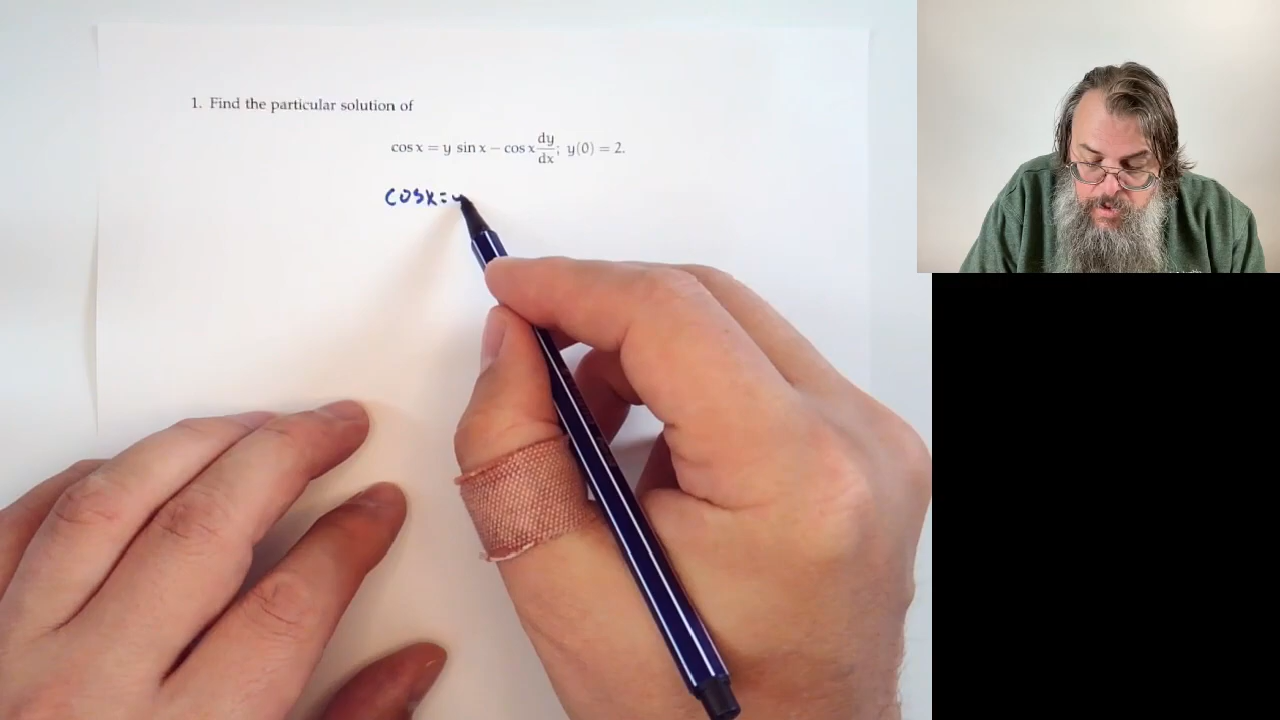 1. Find the particular solution of
cos x = y sin x − cos x dy/dx; y(0) = 2.
cosx=y